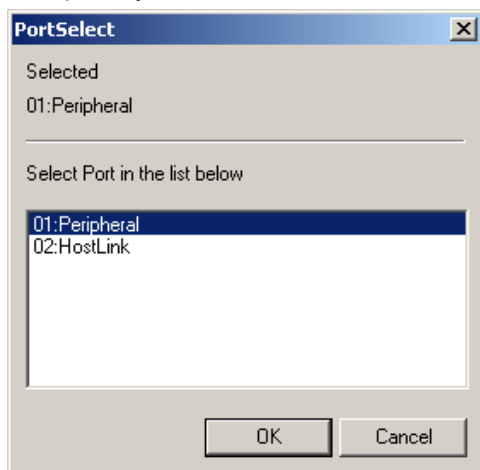 PortSelect
Selected
01:Peripheral
Select Port in the list below
01:Peripheral
02:HostLink
OK Cancel